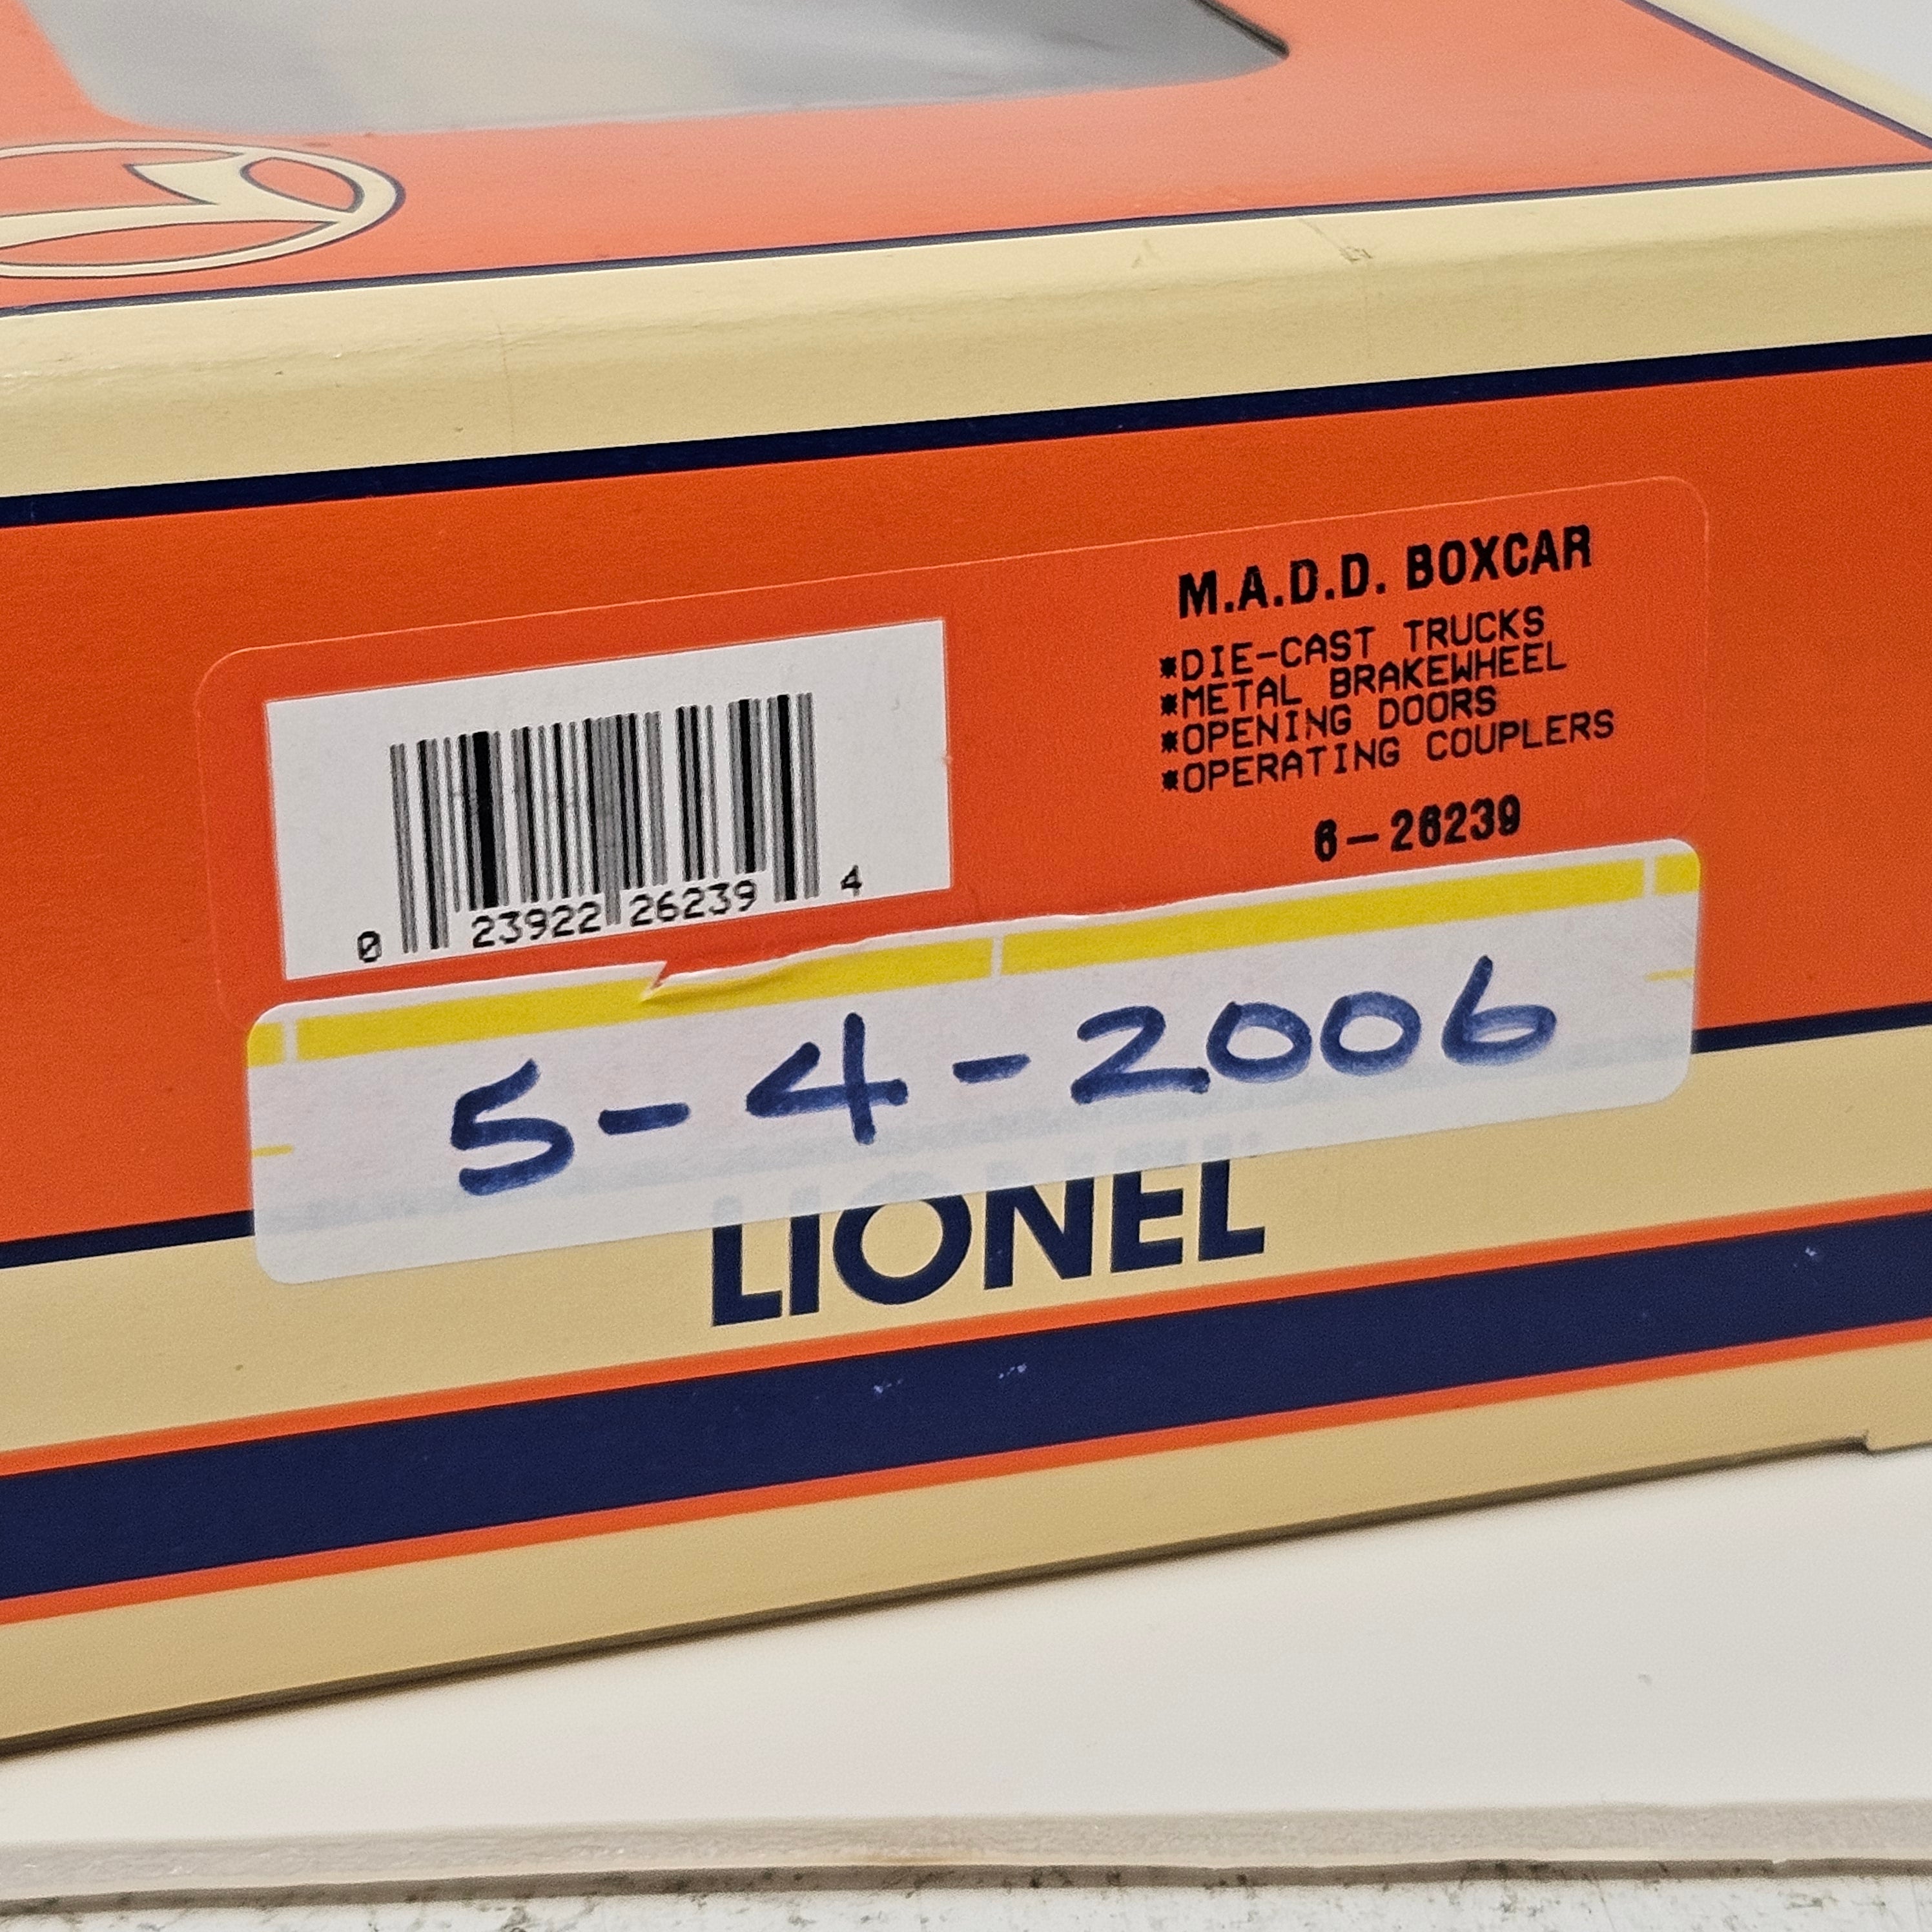 M.A.D.D. BOXCAR
*DIE-CAST TRUCKS
*METAL BRAKEWHEEL
*OPENING DOORS
*OPERATING COUPLERS
6-26239
0 23922 26239 4
5-4-2006
LIONEL